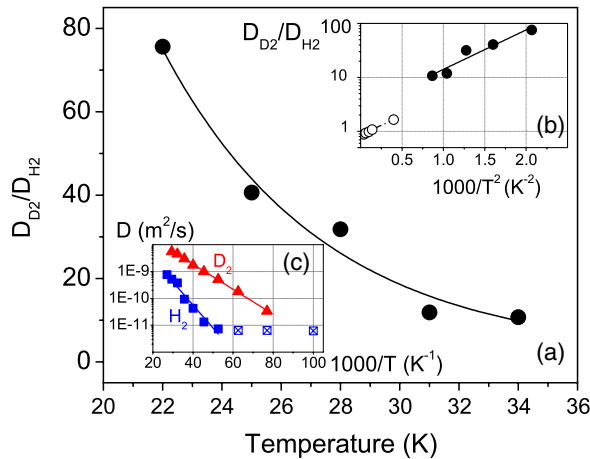 80
60
40
20
0
D_D2/D_H2
22
20
24
26
28
30
32
34
36
Temperature (K)
(a)
D_D2/D_H2
100
10
1
0.5
1.0
1.5
2.0
1000/T² (K⁻²)
(b)
D (m²/s)
1E-9
1E-10
1E-11
D₂
H₂
(c)
20
40
60
80
100
1000/T (K⁻¹)